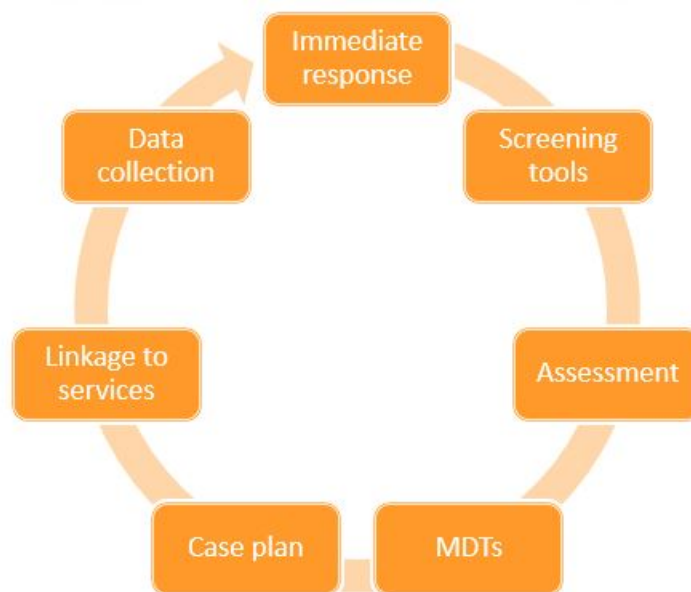 Immediate
response
Screening
tools
Assessment
MDTs
Case plan
Linkage to
services
Data
collection